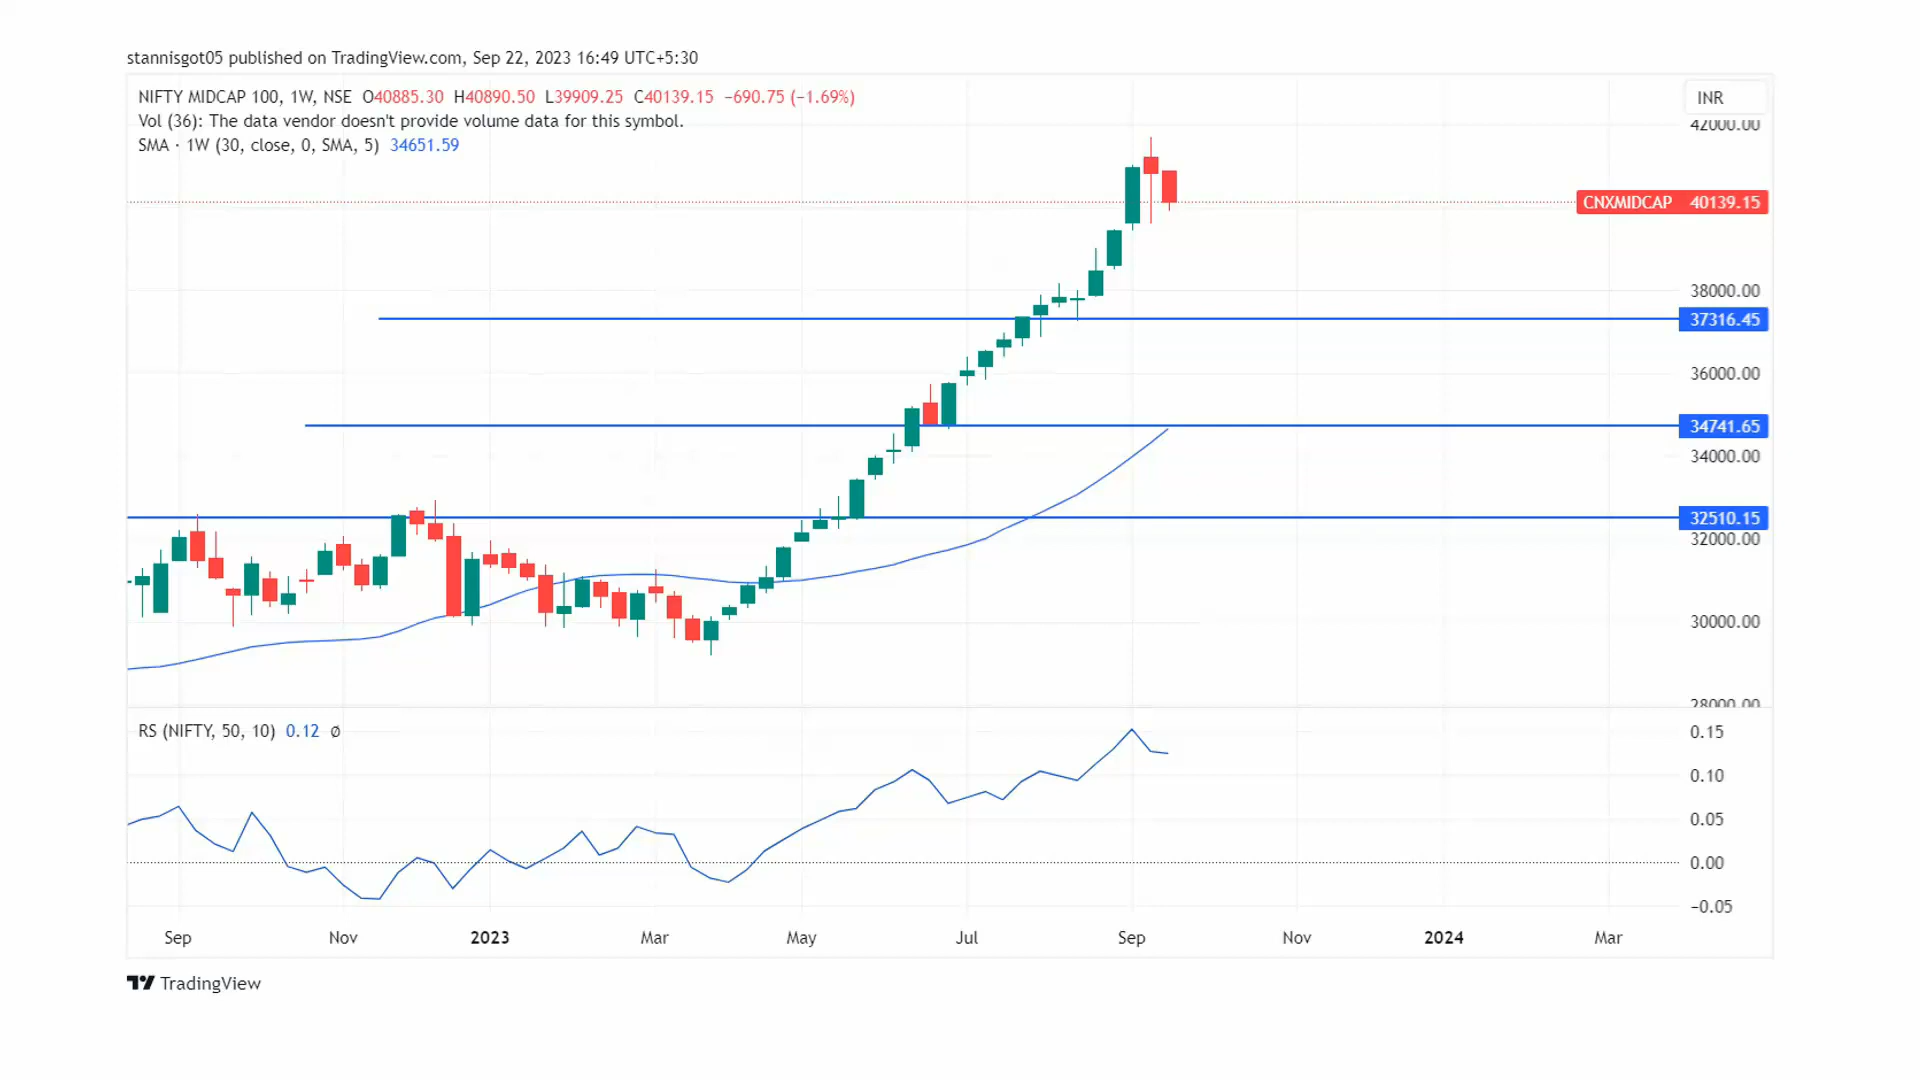 stannisgot05 published on TradingView.com, Sep 22, 2023 16:49 UTC+5:30
NIFTY MIDCAP 100, 1W, NSE O40885.30 H40890.50 L39909.25 C40139.15 −690.75 (−1.69%)
INR
Vol (36): The data vendor doesn't provide volume data for this symbol.
42000.00
SMA · 1W (30, close, 0, SMA, 5) 34651.59
CNXMIDCAP 40139.15
38000.00
37316.45
36000.00
34741.65
34000.00
32510.15
32000.00
30000.00
28000.00
RS (NIFTY, 50, 10) 0.12 ∅
0.15
0.10
0.05
0.00
−0.05
Sep Nov 2023 Mar May Jul Sep Nov 2024 Mar
TradingView